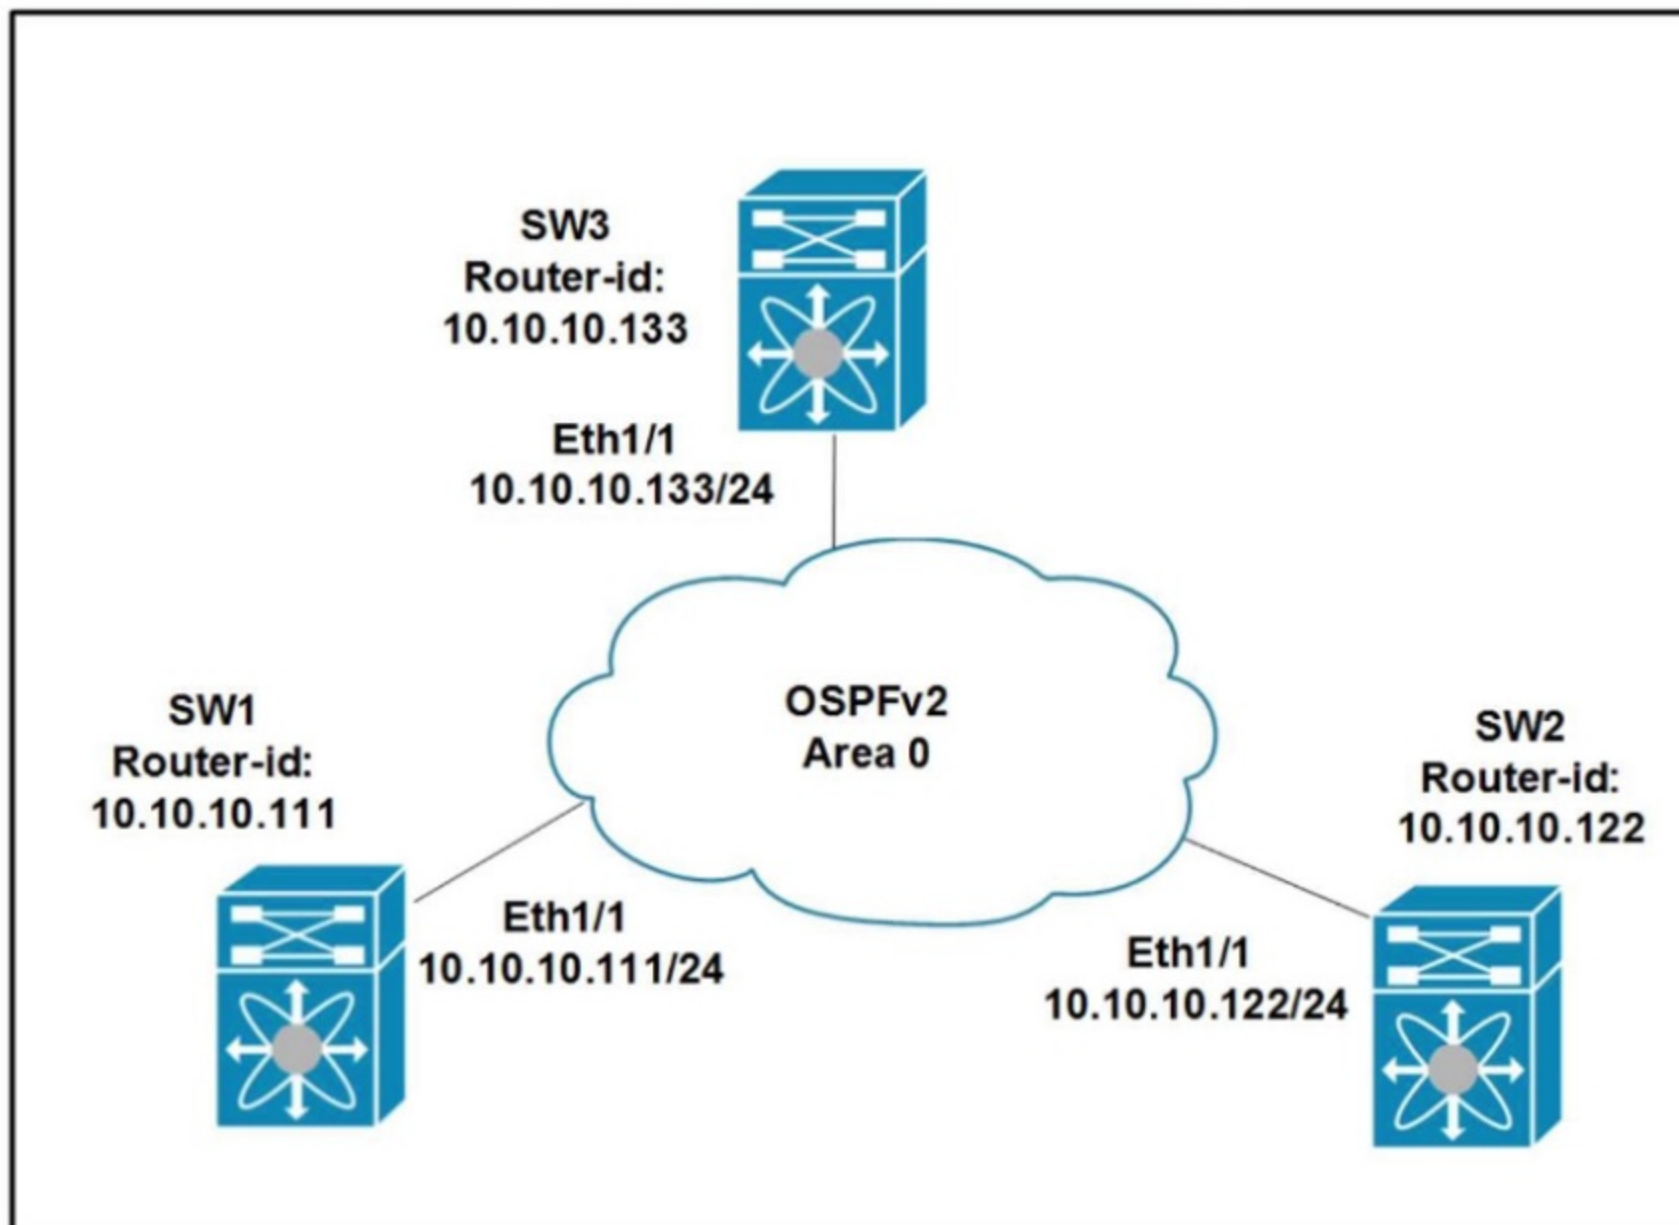 SW3
Router-id:
10.10.10.133
Eth1/1
10.10.10.133/24
OSPFv2
Area 0
SW1
Router-id:
10.10.10.111
Eth1/1
10.10.10.111/24
SW2
Router-id:
10.10.10.122
Eth1/1
10.10.10.122/24